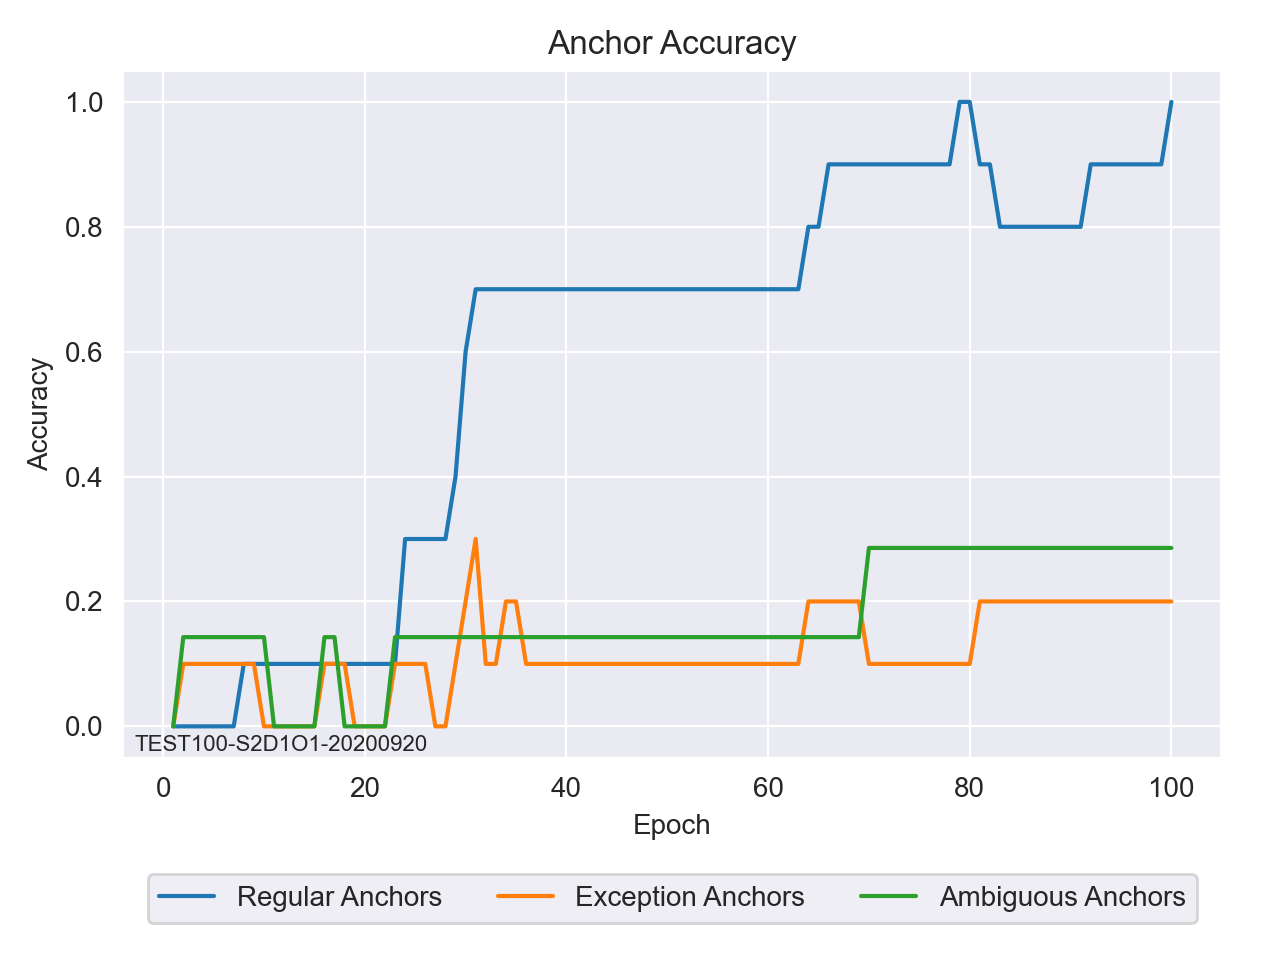 Anchor Accuracy
1.0
0.8
0.6
0.4
0.2
0.0
Accuracy
TEST100-S2D1O1-20200920
0 20 40 60 80 100
Epoch
Regular Anchors Exception Anchors Ambiguous Anchors